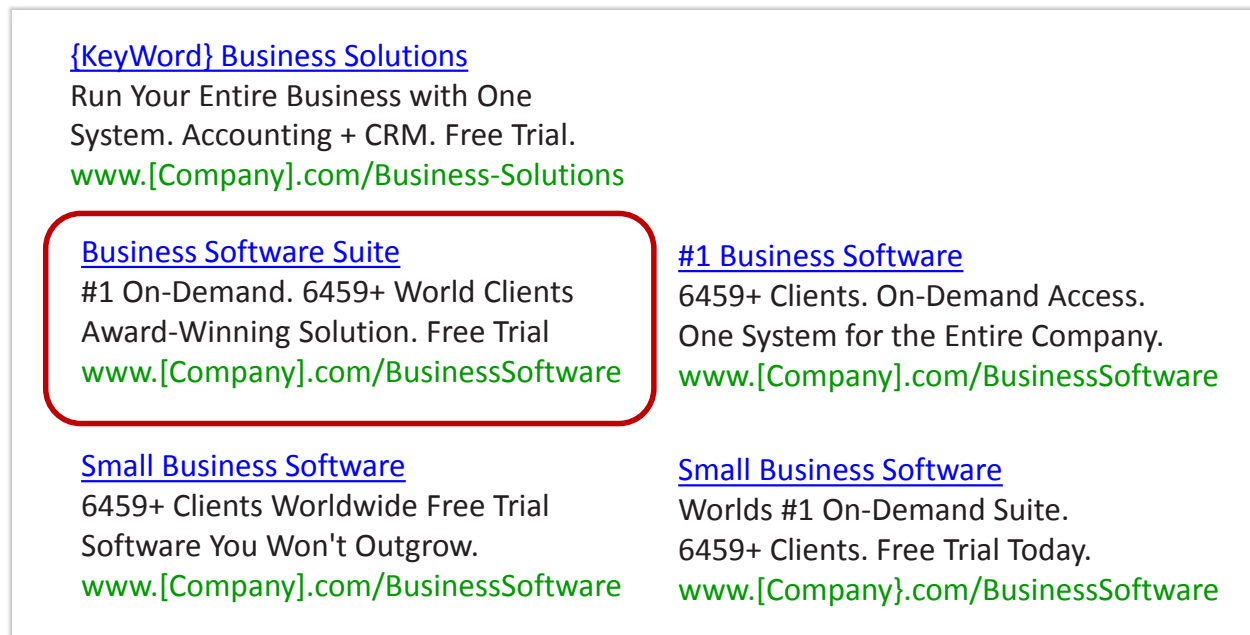 {KeyWord} Business Solutions
Run Your Entire Business with One
System. Accounting + CRM. Free Trial.
www.[Company].com/Business-Solutions
Business Software Suite
#1 On-Demand. 6459+ World Clients
Award-Winning Solution. Free Trial
www.[Company].com/BusinessSoftware
#1 Business Software
6459+ Clients. On-Demand Access.
One System for the Entire Company.
www.[Company].com/BusinessSoftware
Small Business Software
6459+ Clients Worldwide Free Trial
Software You Won't Outgrow.
www.[Company].com/BusinessSoftware
Small Business Software
Worlds #1 On-Demand Suite.
6459+ Clients. Free Trial Today.
www.[Company}.com/BusinessSoftware